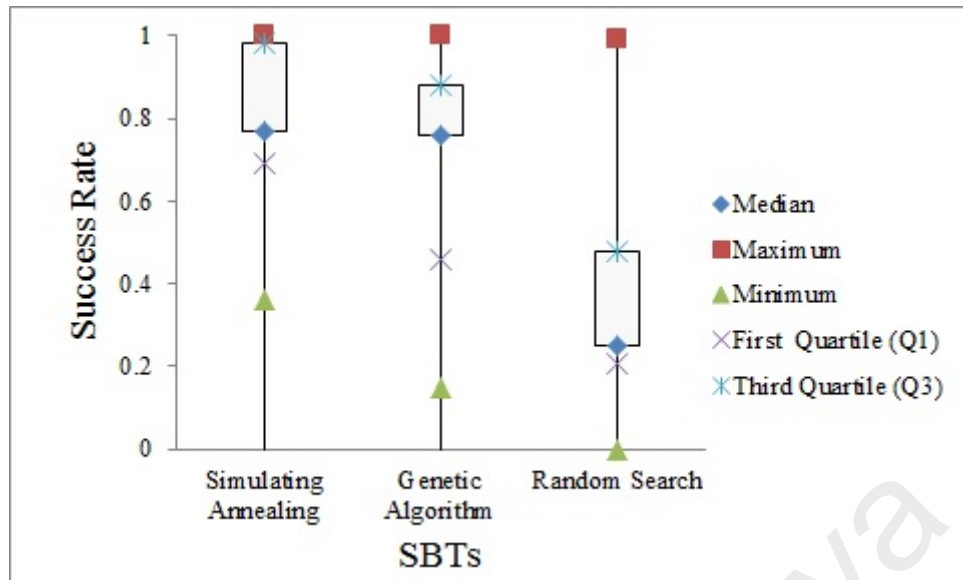 Success Rate
1
0.8
0.6
0.4
0.2
0
Simulating
Annealing
Genetic
Algorithm
Random Search
SBTs
Median
Maximum
Minimum
First Quartile (Q1)
Third Quartile (Q3)